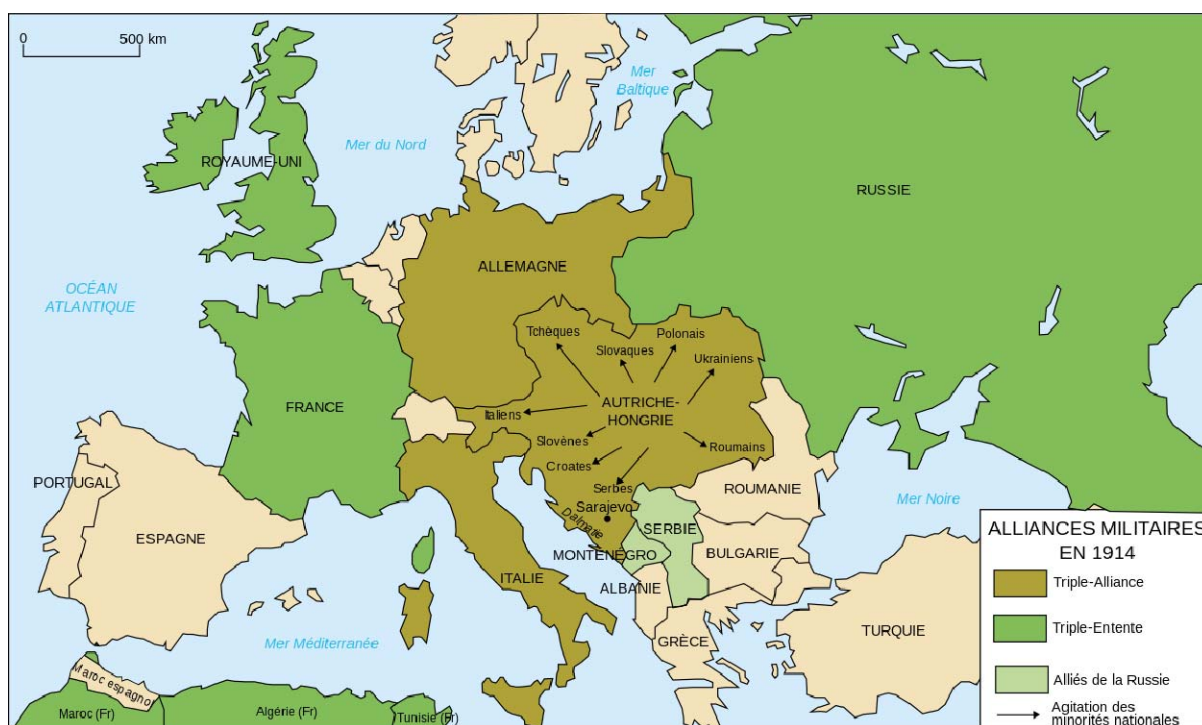 0 500 km
Mer
Baltique
Mer du Nord
ROYAUME-UNI
RUSSIE
ALLEMAGNE
OCÉAN
ATLANTIQUE
Tchèques
Polonais
Slovaques
Ukrainiens
FRANCE
AUTRICHE-
HONGRIE
Italiens
Slovènes
Roumains
Croates
PORTUGAL
Serbes
ROUMANIE
Mer Noire
Sarajevo
Dalmatie
SERBIE
ESPAGNE
MONTÉNÉGRO
BULGARIE
ITALIE
ALBANIE
TURQUIE
Mer Méditerranée
GRÈCE
Maroc espagnol
Maroc (Fr)
Algérie (Fr)
Tunisie (Fr)
ALLIANCES MILITAIRES
EN 1914
Triple-Alliance
Triple-Entente
Alliés de la Russie
Agitation des
minorités nationales